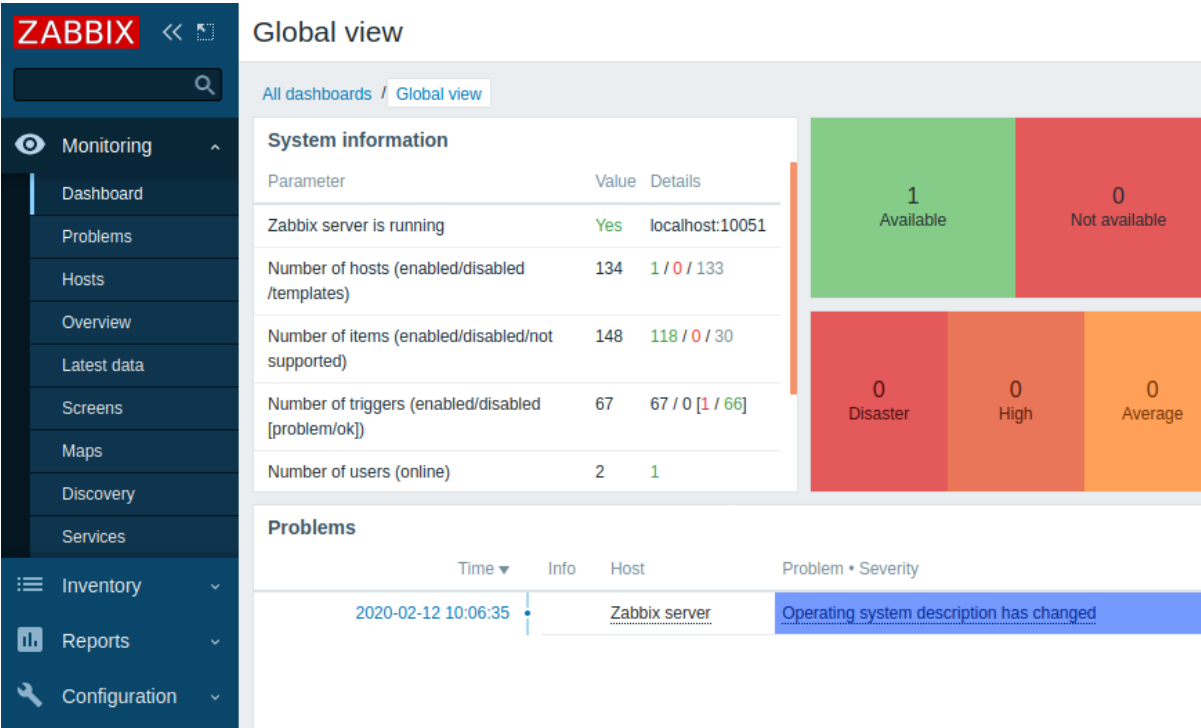 ZABBIX
Global view
All dashboards / Global view
Monitoring
Dashboard
Problems
Hosts
Overview
Latest data
Screens
Maps
Discovery
Services
Inventory
Reports
Configuration
System information
Parameter Value Details
Zabbix server is running Yes localhost:10051
Number of hosts (enabled/disabled 134 1 / 0 / 133
/templates)
Number of items (enabled/disabled/not 148 118 / 0 / 30
supported)
Number of triggers (enabled/disabled 67 67 / 0 [1 / 66]
[problem/ok])
Number of users (online) 2 1
1
Available
0
Not available
0
Disaster
0
High
0
Average
Problems
Time Info Host Problem • Severity
2020-02-12 10:06:35 Zabbix server Operating system description has changed